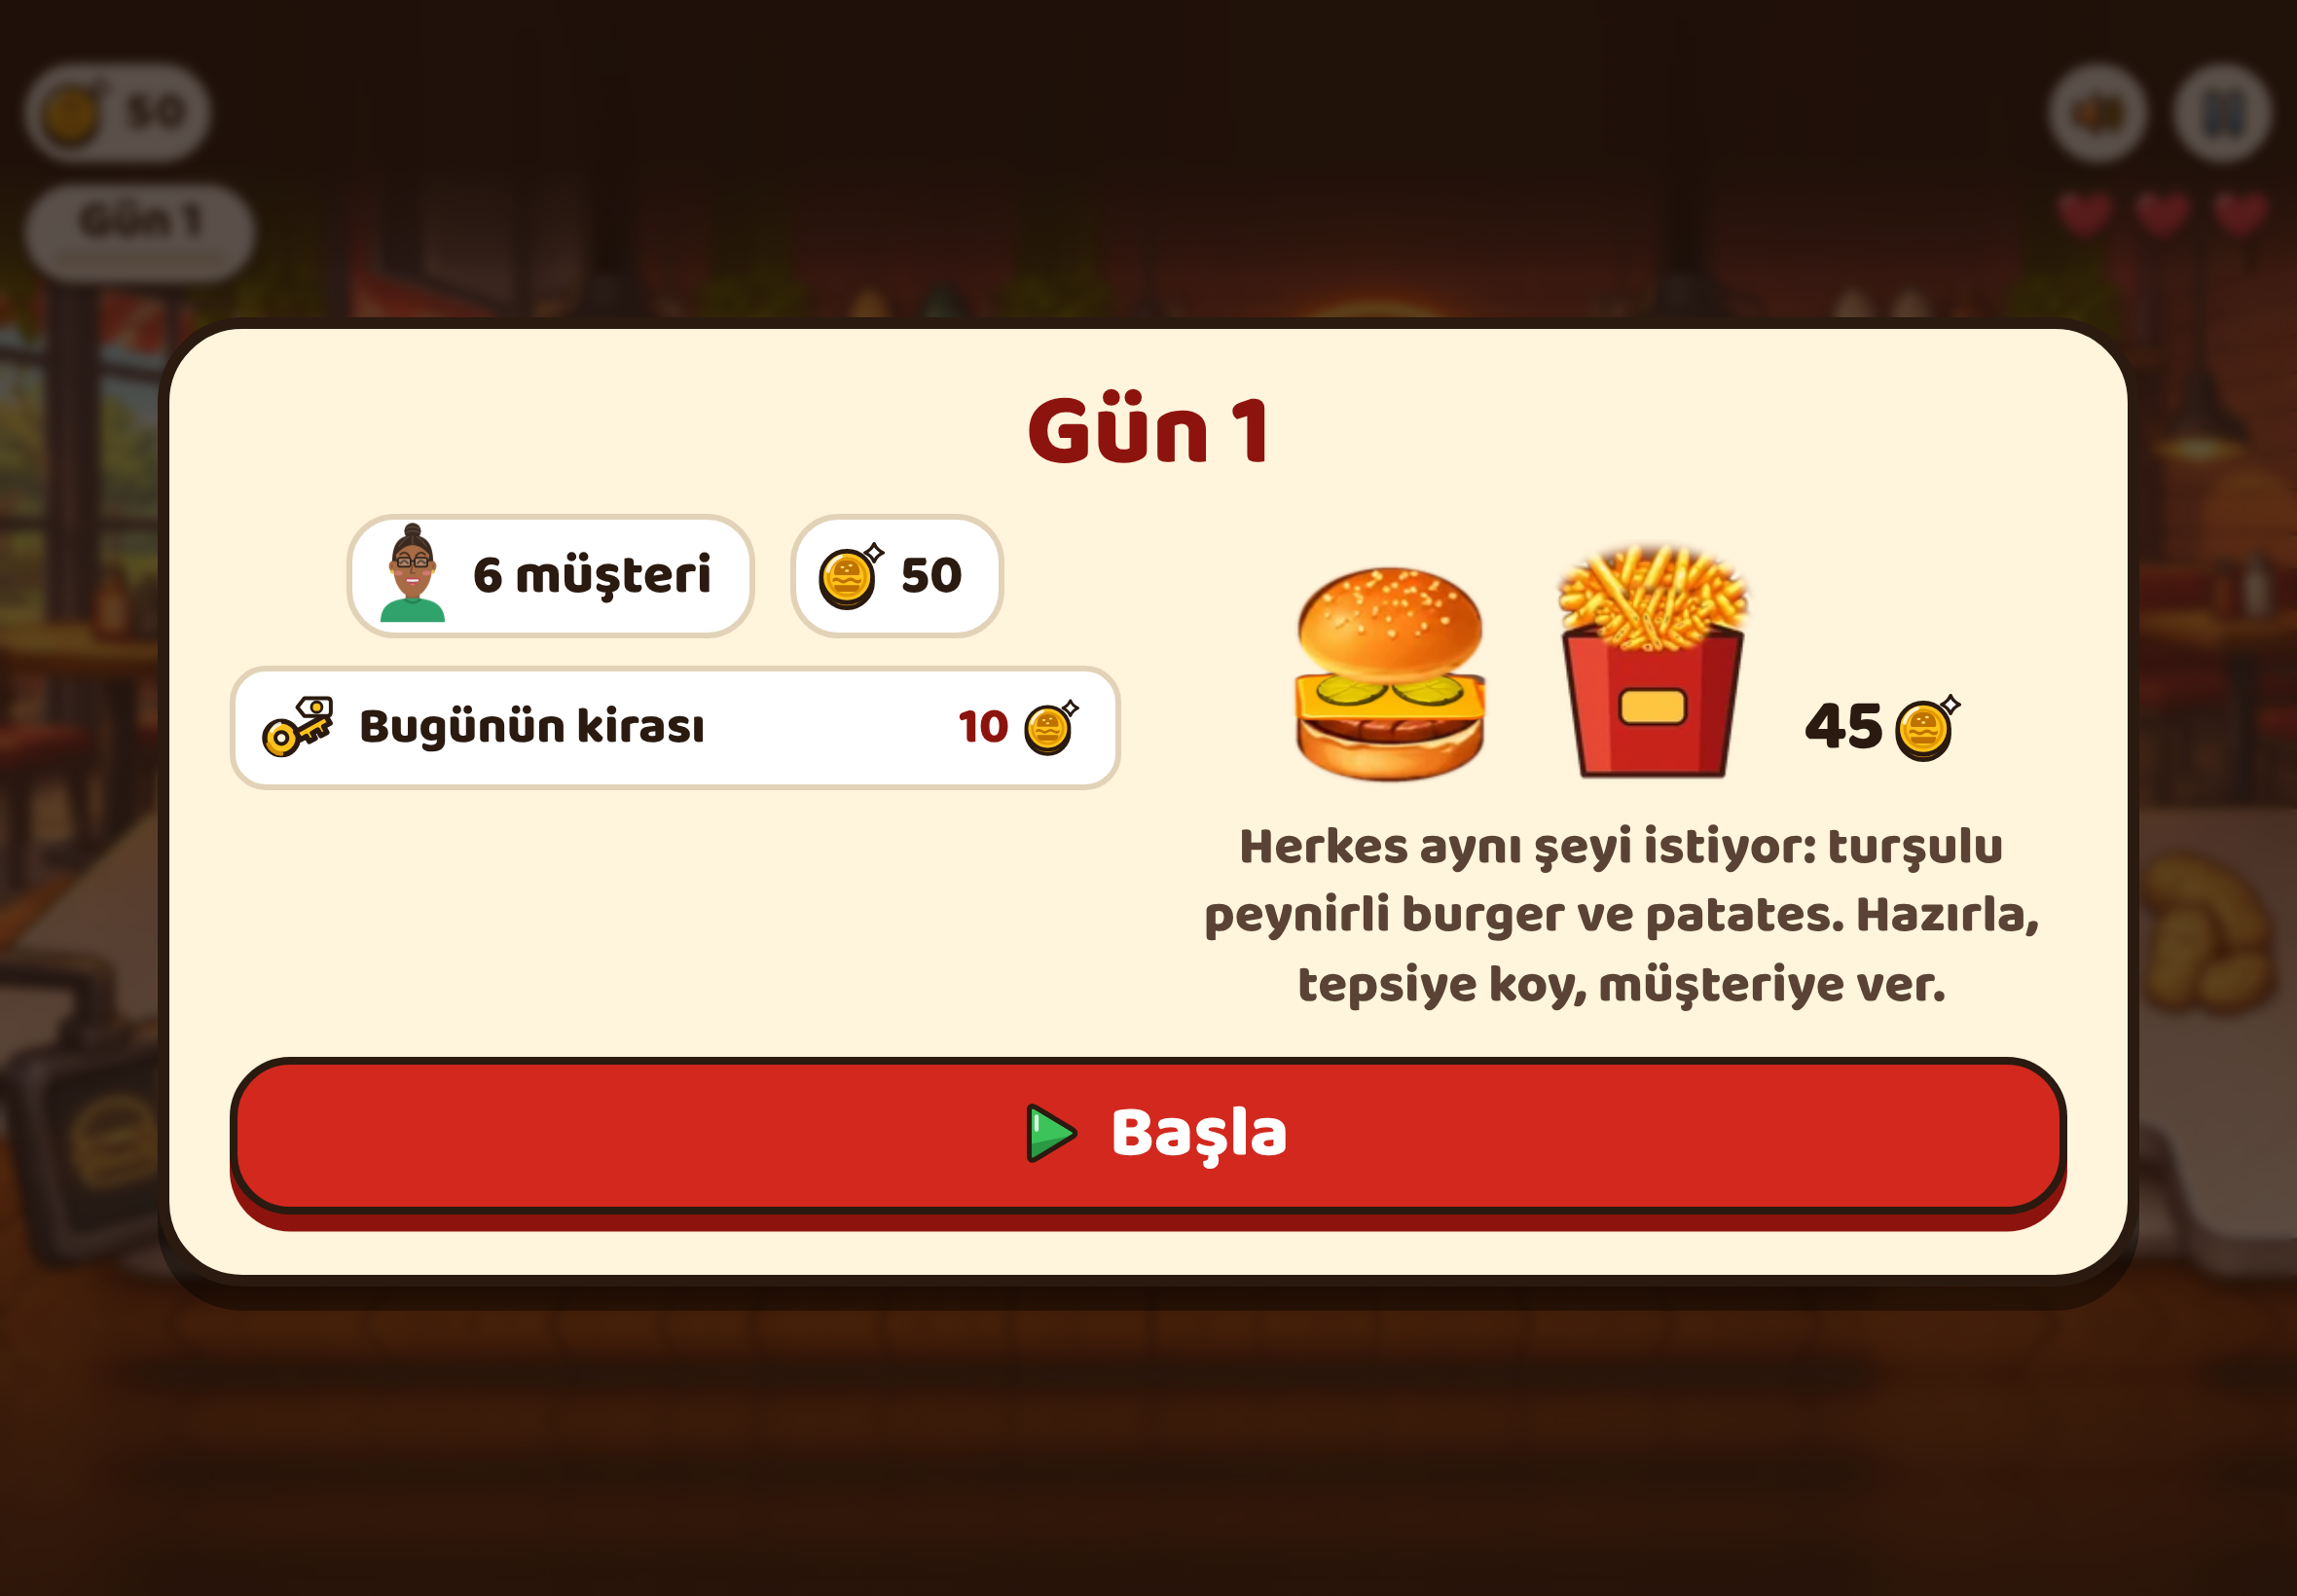 50
Gün 1
Gün 1
6 müşteri
50
Bugünün kirası
10
45
Herkes aynı şeyi istiyor: turşulu
peynirli burger ve patates. Hazırla,
tepsiye koy, müşteriye ver.
Başla